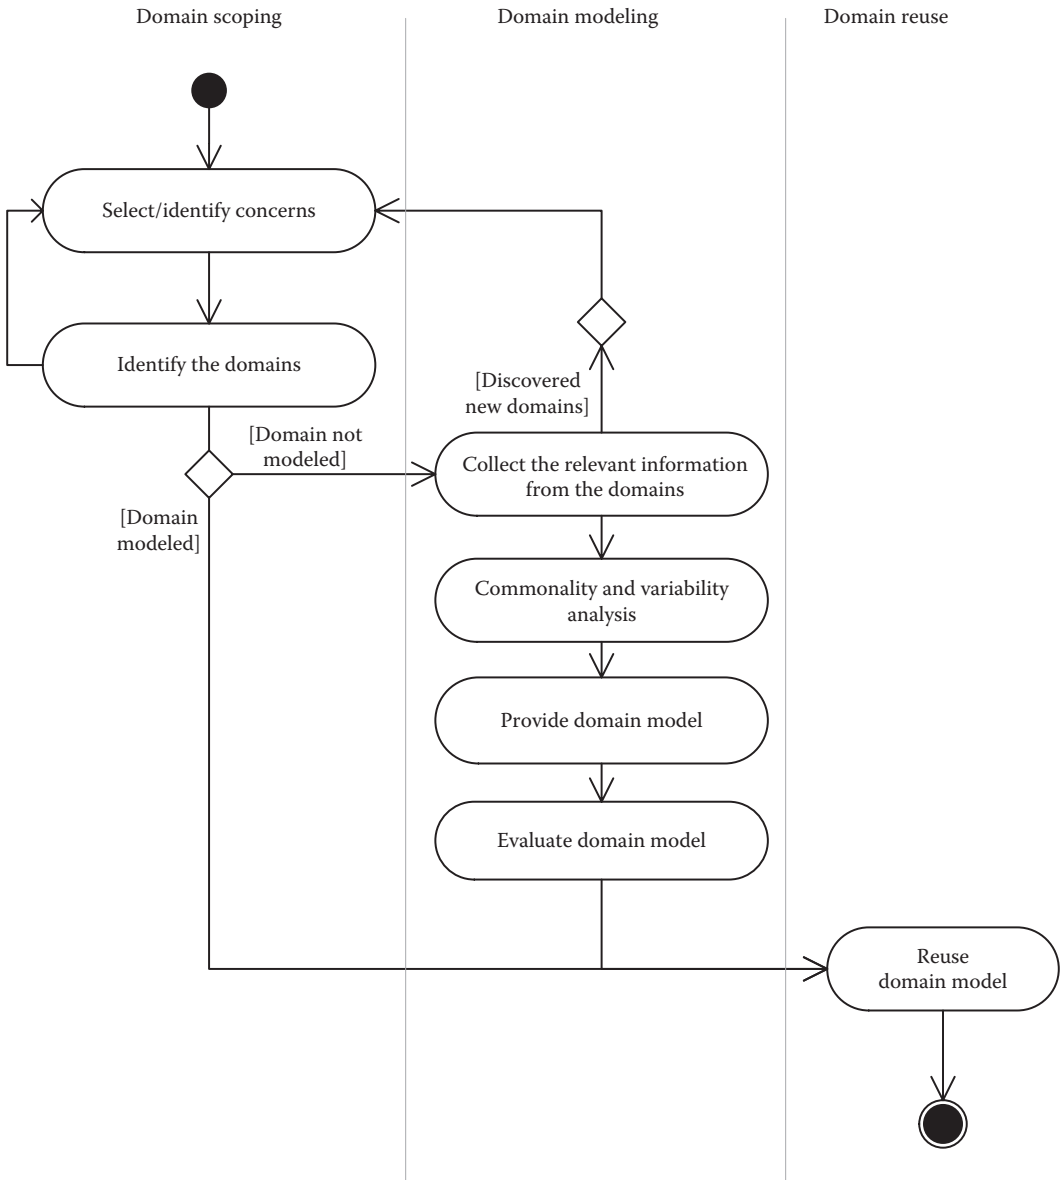 Domain scoping
Domain modeling
Domain reuse
Select/identify concerns
Identify the domains
[Discovered
new domains]
[Domain not
modeled]
Collect the relevant information
from the domains
[Domain
modeled]
Commonality and variability
analysis
Provide domain model
Evaluate domain model
Reuse
domain model